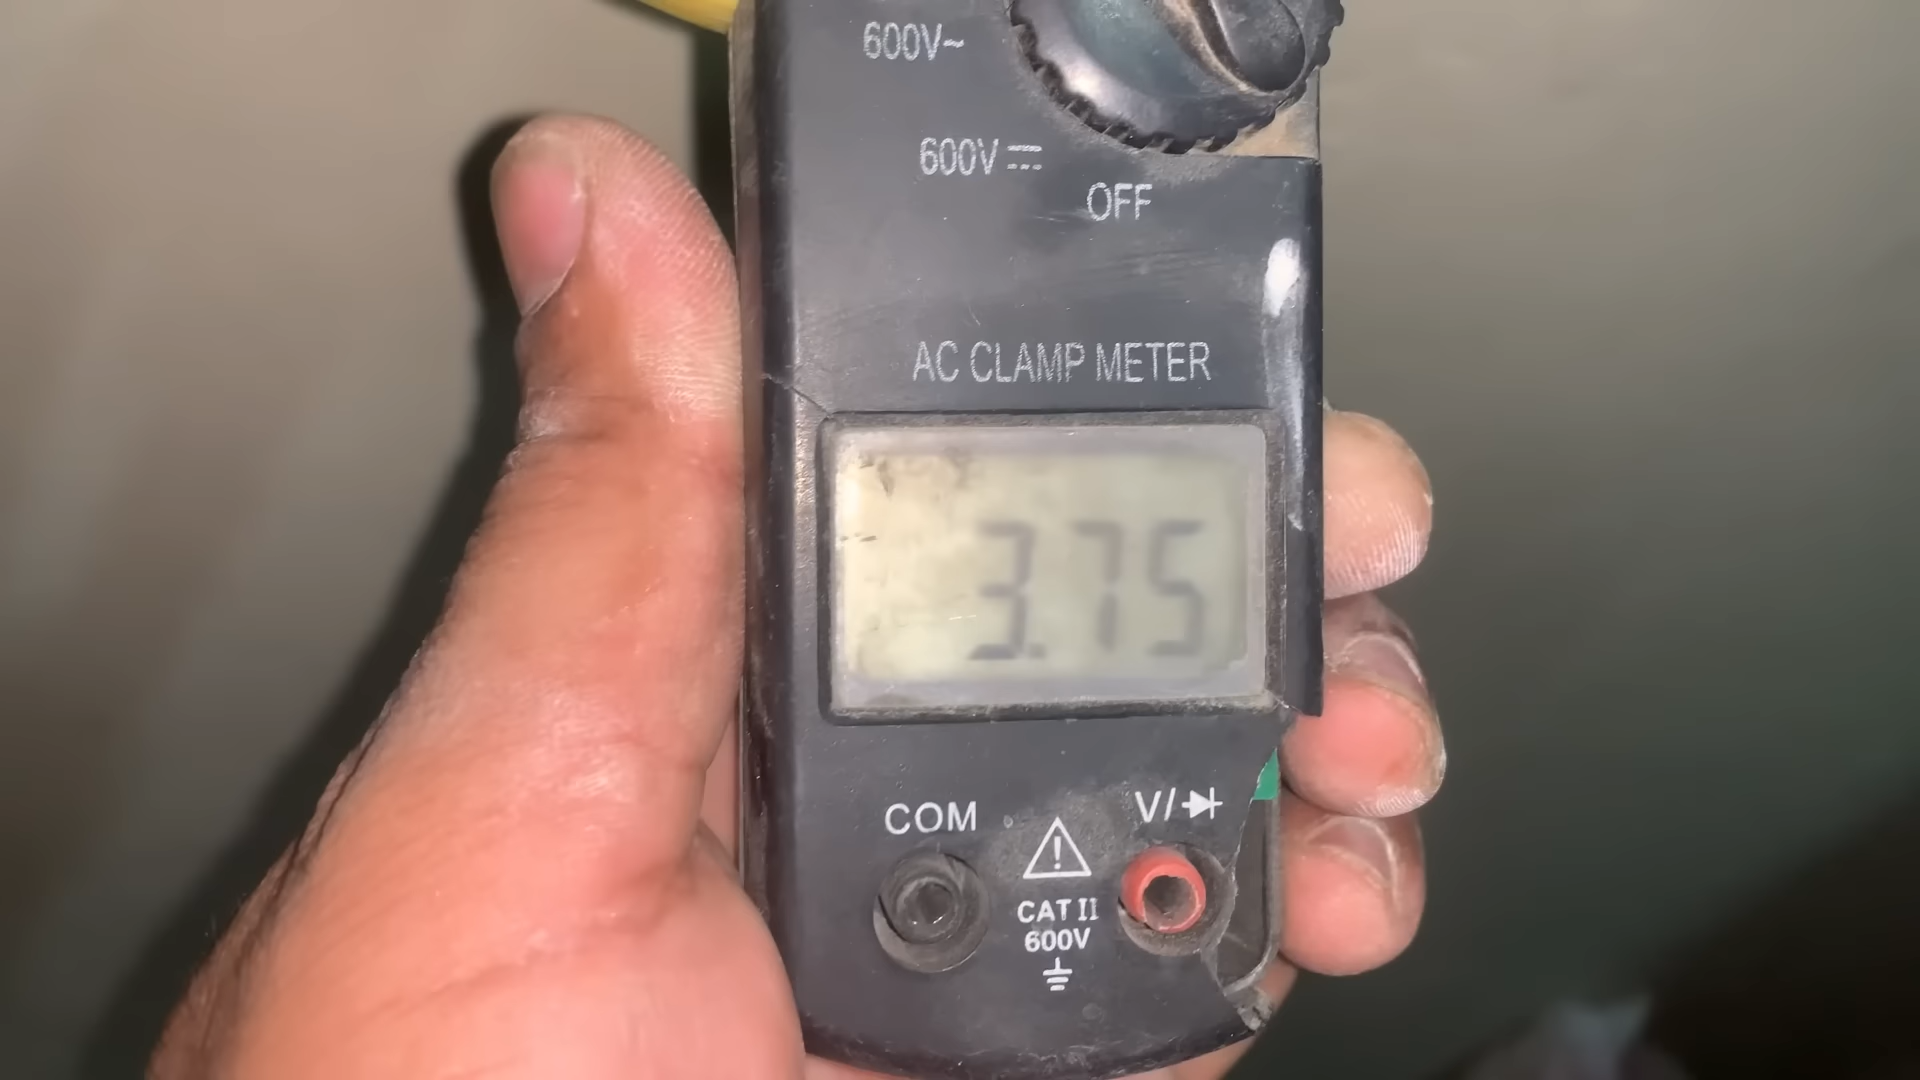 600V~
600V⎓
OFF
AC CLAMP METER
3.75
COM
V/
CAT II
600V